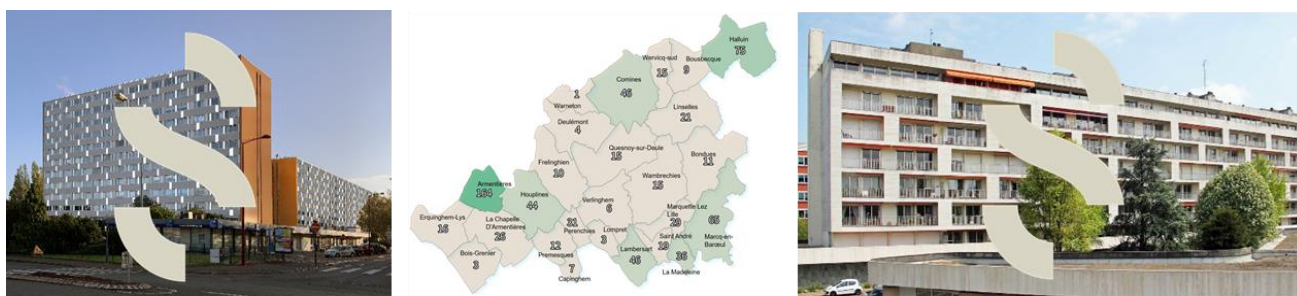 Halluin
75
Wervicq-sud
15
Bousbecque
9
Comines
46
1
Warneton
Linselles
21
Deulémont
4
Quesnoy-sur-Deule
15
Bondues
11
Frelinghien
10
Wambrechies
15
Armentières
164
Houplines
44
Verlinghem
6
Marquette Lez
Lille
29
65
Marcq-en-
Barœul
Erquinghem-Lys
16
La Chapelle
D'Armentières
26
31
Perenchies
Lompret
3
Saint André
19
12
Premesques
Lambersart
46
36
La Madeleine
Bois-Grenier
3
7
Capinghem